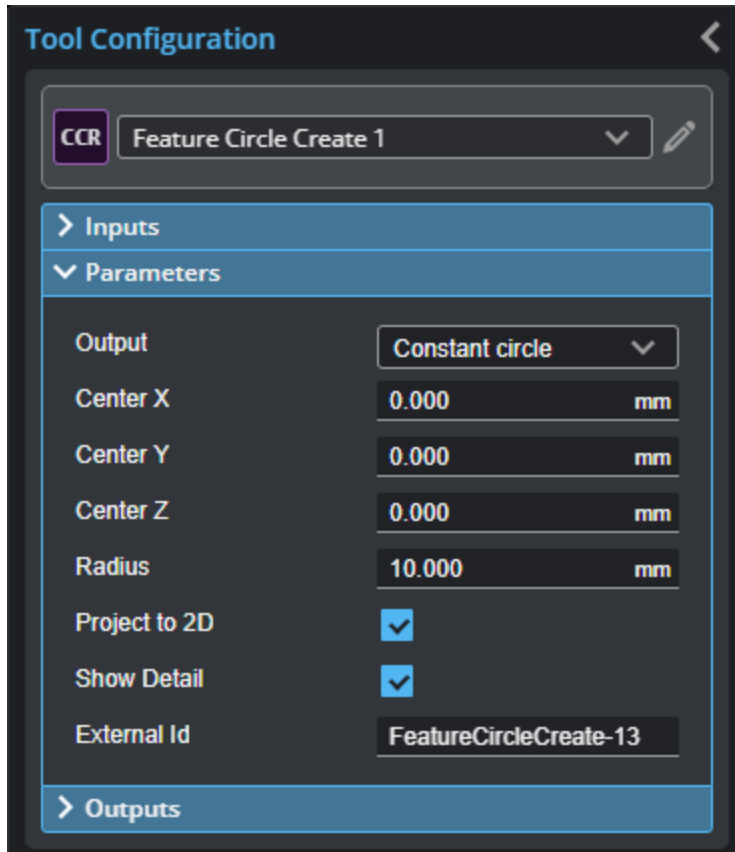 Tool Configuration
CCR Feature Circle Create 1
Inputs
Parameters
Output Constant circle
Center X 0.000 mm
Center Y 0.000 mm
Center Z 0.000 mm
Radius 10.000 mm
Project to 2D
Show Detail
External Id FeatureCircleCreate-13
Outputs